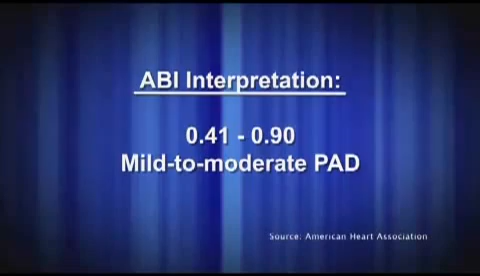 ABI Interpretation:
0.41 - 0.90
Mild-to-moderate PAD
Source: American Heart Association